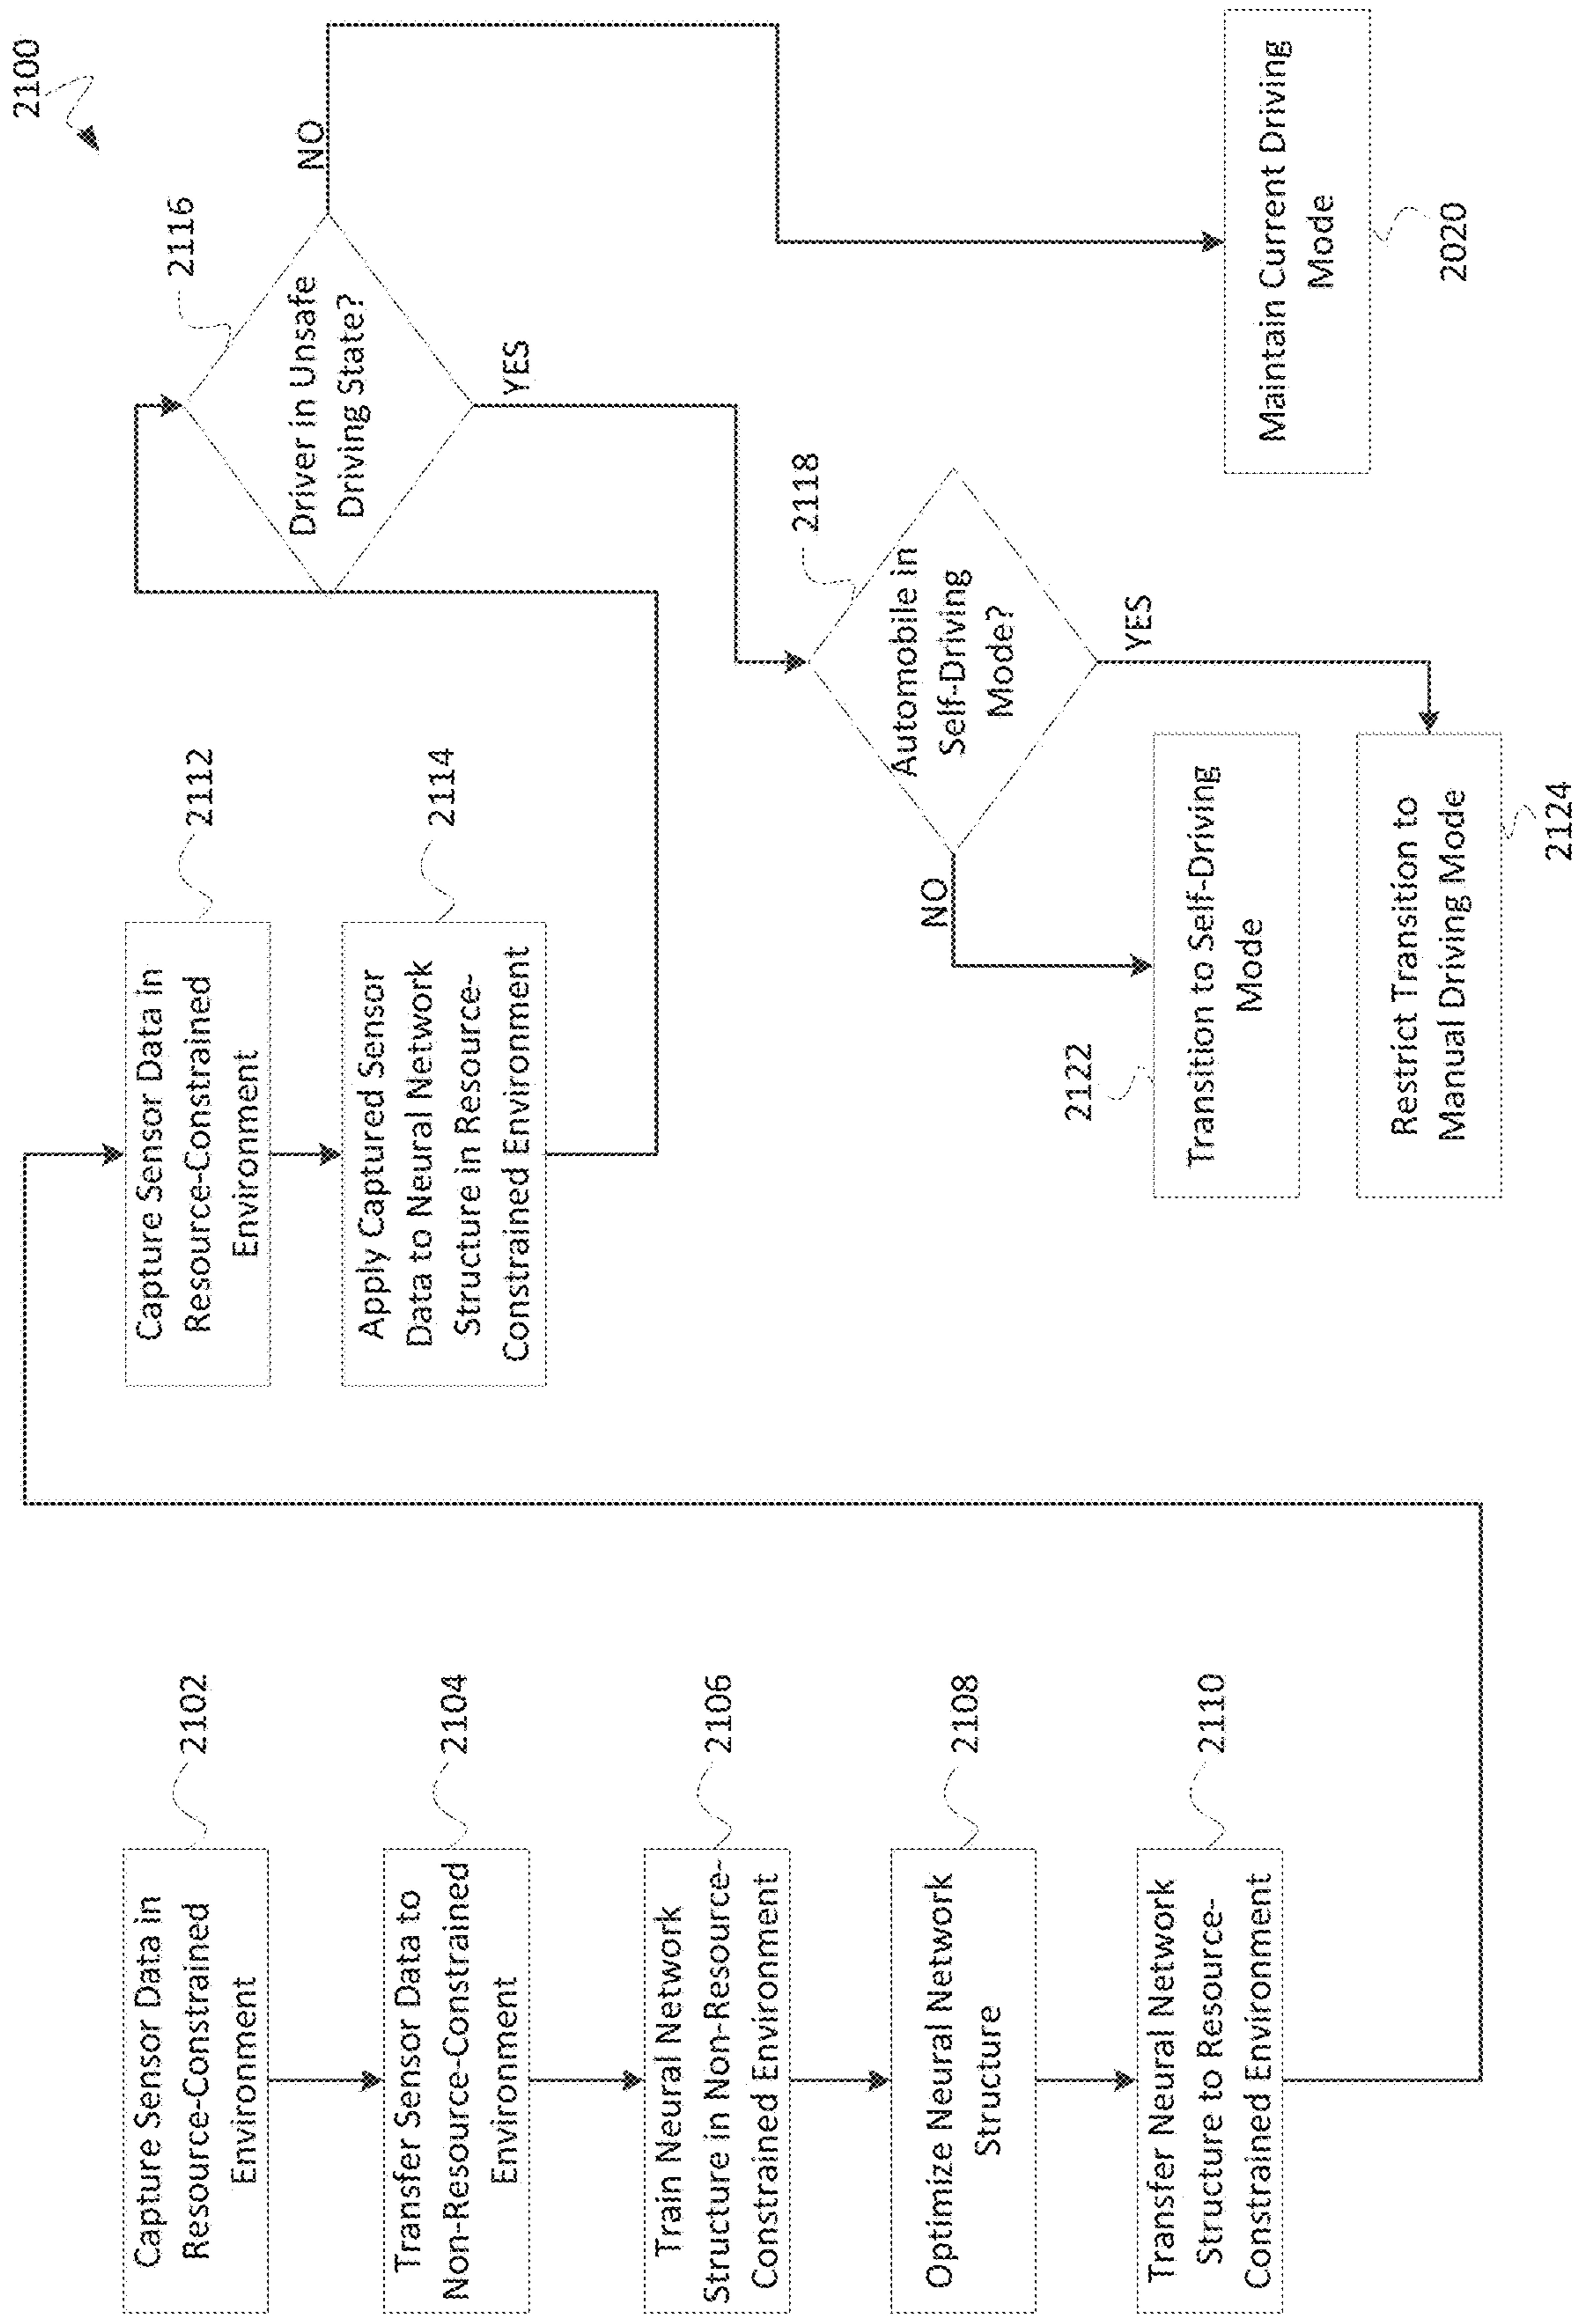 2100
Capture Sensor Data in
Resource-Constrained
Environment
2102
Transfer Sensor Data to
Non-Resource-Constrained
Environment
2104
Train Neural Network
Structure in Non-Resource-
Constrained Environment
2106
Optimize Neural Network
Structure
2108
Transfer Neural Network
Structure to Resource-
Constrained Environment
2110
Capture Sensor Data in
Resource-Constrained
Environment
2112
Apply Captured Sensor
Data to Neural Network
Structure in Resource-
Constrained Environment
2114
Driver in Unsafe
Driving State?
2116
NO
YES
Automobile in
Self-Driving
Mode?
2118
NO
YES
2122
Transition to Self-Driving
Mode
Restrict Transition to
Manual Driving Mode
2124
Maintain Current Driving
Mode
2020